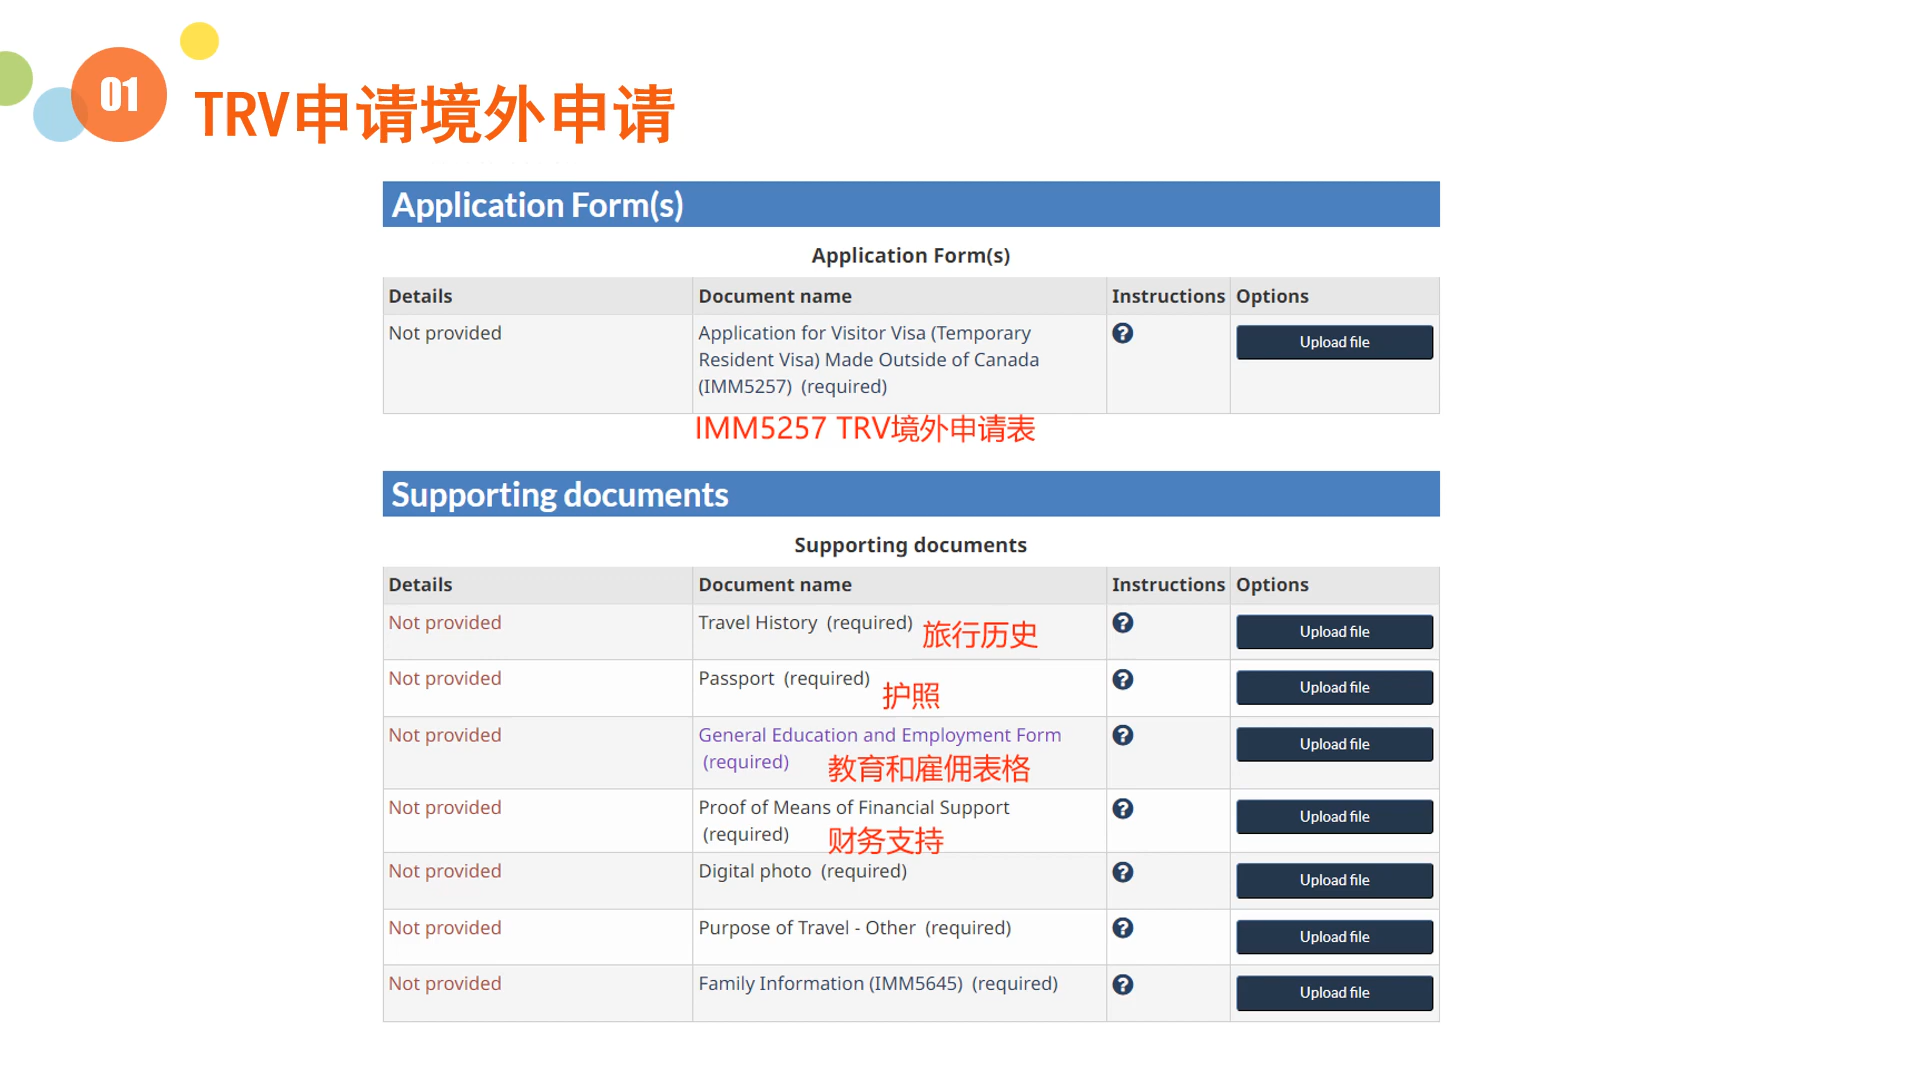 01
TRV申请境外申请
Application Form(s)
Application Form(s)
Details Document name Instructions Options
Not provided Application for Visitor Visa (Temporary Upload file
Resident Visa) Made Outside of Canada
(IMM5257) (required)
IMM5257 TRV境外申请表
Supporting documents
Supporting documents
Details Document name Instructions Options
Not provided Travel History (required) 旅行历史 Upload file
Not provided Passport (required) 护照 Upload file
Not provided General Education and Employment Form Upload file
(required) 教育和雇佣表格
Not provided Proof of Means of Financial Support Upload file
(required) 财务支持
Not provided Digital photo (required) Upload file
Not provided Purpose of Travel - Other (required) Upload file
Not provided Family Information (IMM5645) (required) Upload file